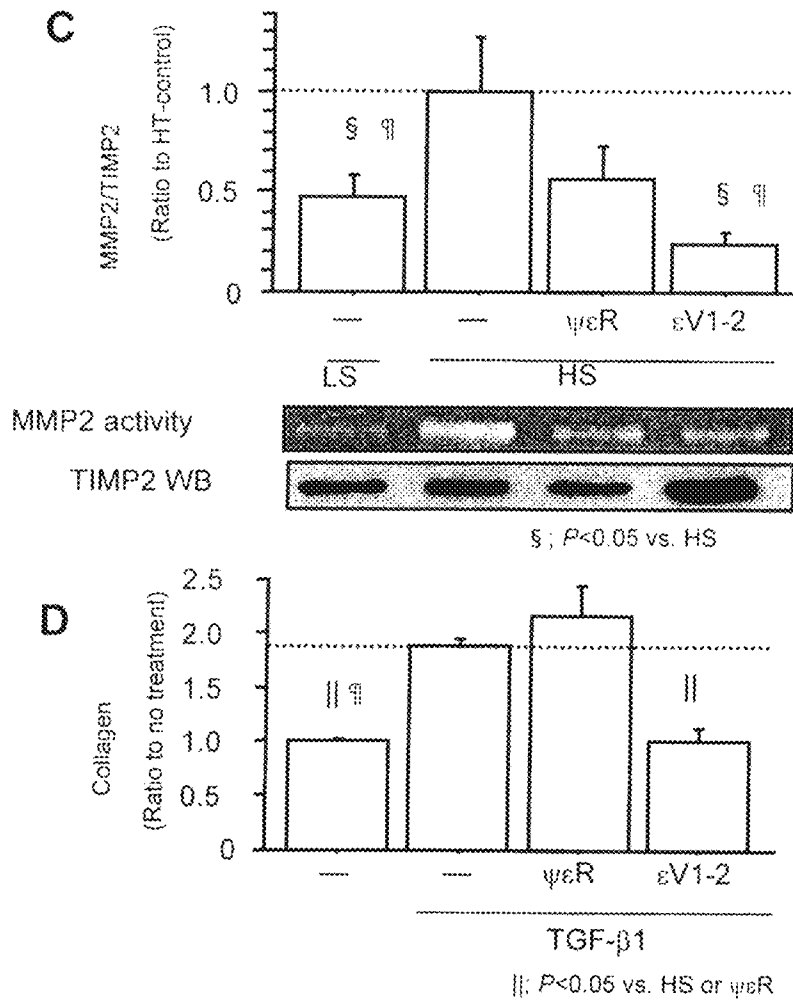 C
MMP2/TIMP2
(Ratio to HT-control)
1.0
0.5
0
§ ¶
§ ¶
— — ψεR εV1-2
LS HS
MMP2 activity
TIMP2 WB
§ ; P<0.05 vs. HS
D
Collagen
(Ratio to no treatment)
2.5
2.0
1.5
1.0
0.5
0
|| ¶
||
— — ψεR εV1-2
TGF-β1
||; P<0.05 vs. HS or ψεR